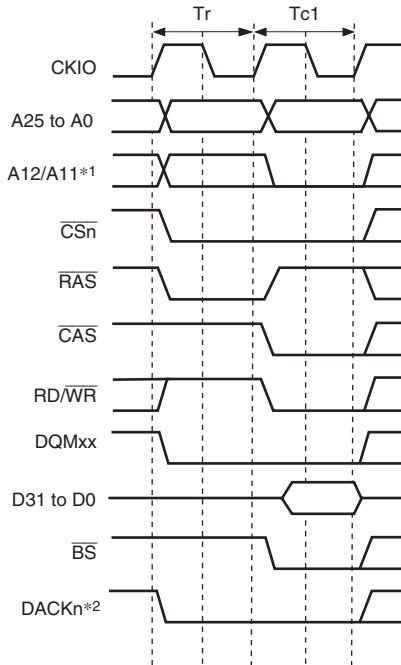 Tr Tc1
CKIO
A25 to A0
A12/A11*1
CSn
RAS
CAS
RD/WR
DQMxx
D31 to D0
BS
DACKn*2